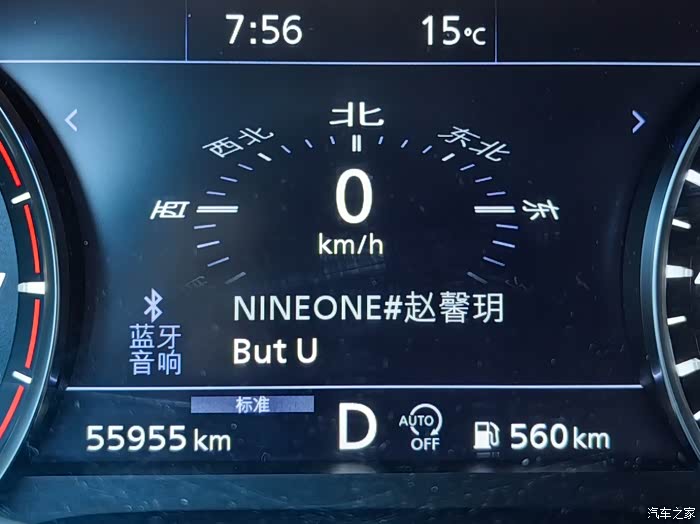 7:56 15℃
北
西北 东北
西 东
0
km/h
NINEONE#赵馨玥
蓝牙
音响
But U
标准
55955 km D AUTO OFF 560 km
汽车之家